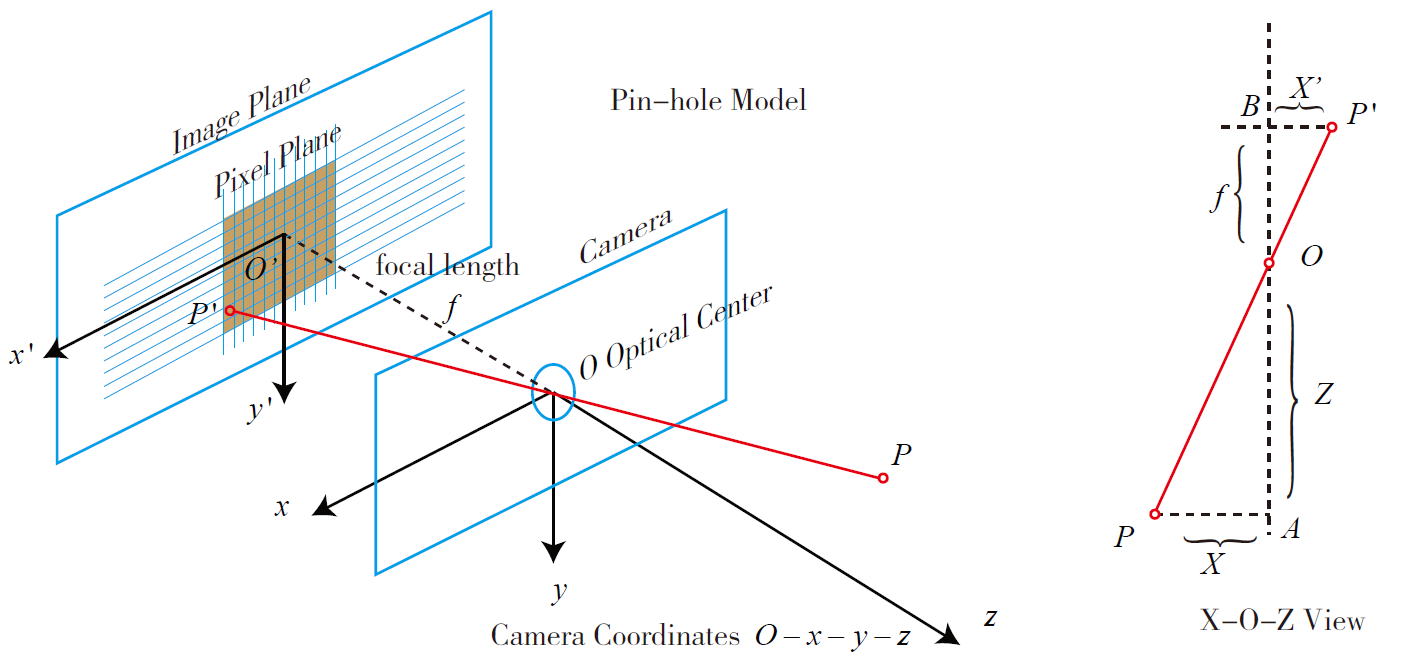 Image Plane
Pixel Plane
Pin-hole Model
O'
P'
x'
y'
focal length
f
Camera
O Optical Center
P
x
y
z
Camera Coordinates O-x-y-z
B
X'
P'
f
O
Z
P
X
A
X-O-Z View